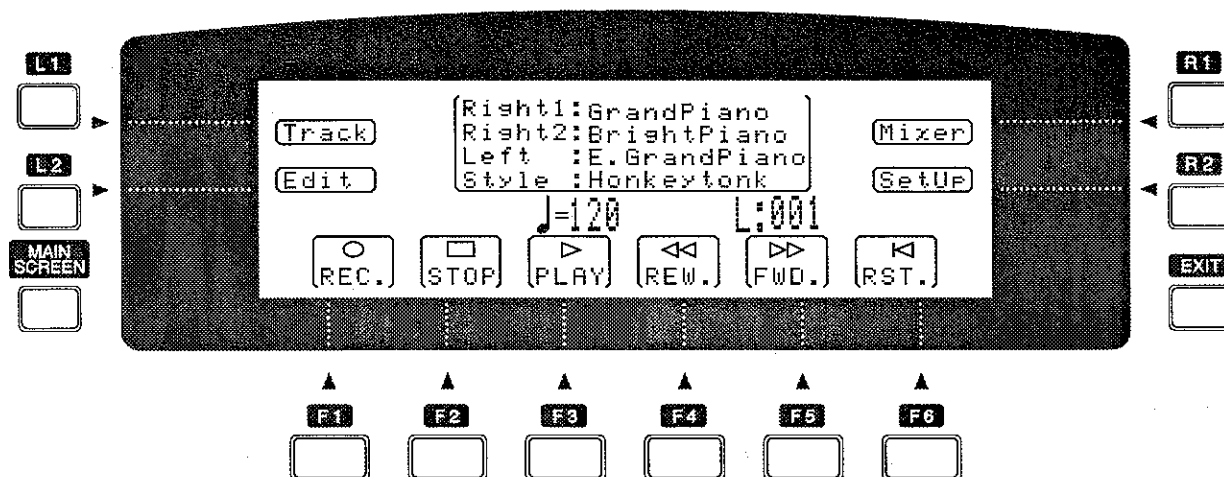 L1
R1
Track
Right1:GrandPiano
Mixer
Right2:BrightPiano
L2
Left :E.GrandPiano
R2
Edit
Style :Honkeytonk
SetUp
♩=120 L:001
MAIN SCREEN
EXIT
REC. STOP PLAY REW. FWD. RST.
F1 F2 F3 F4 F5 F6